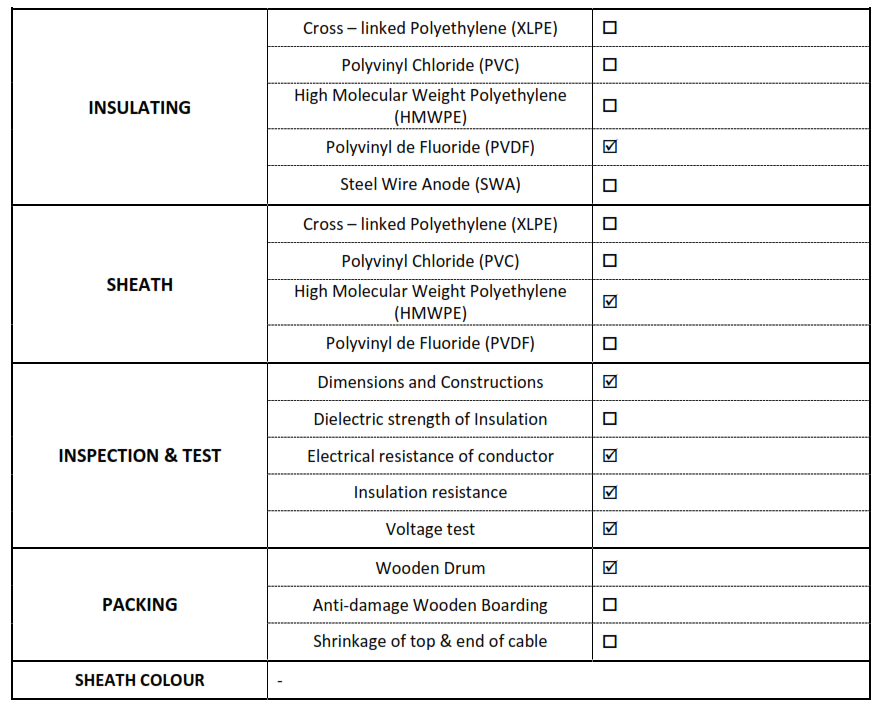 INSULATING
Cross – linked Polyethylene (XLPE) ☐
Polyvinyl Chloride (PVC) ☐
High Molecular Weight Polyethylene
(HMWPE) ☐
Polyvinyl de Fluoride (PVDF) ☑
Steel Wire Anode (SWA) ☐
SHEATH
Cross – linked Polyethylene (XLPE) ☐
Polyvinyl Chloride (PVC) ☐
High Molecular Weight Polyethylene
(HMWPE) ☑
Polyvinyl de Fluoride (PVDF) ☐
INSPECTION & TEST
Dimensions and Constructions ☑
Dielectric strength of Insulation ☐
Electrical resistance of conductor ☑
Insulation resistance ☑
Voltage test ☑
PACKING
Wooden Drum ☑
Anti-damage Wooden Boarding ☐
Shrinkage of top & end of cable ☐
SHEATH COLOUR -